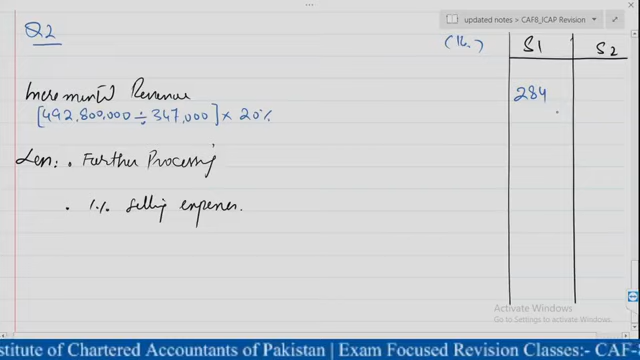 updated notes > CAF8_ICAP Revision
Q2
(16.) S1 S2
Incremental Revenue 284
[492,800,000 ÷ 347,000] × 20%
Less: • Further Processing
• 1% Selling expenses.
Activate Windows
Go to Settings to activate Windows.
stitute of Chartered Accountants of Pakistan | Exam Focused Revision Classes:- CAF-